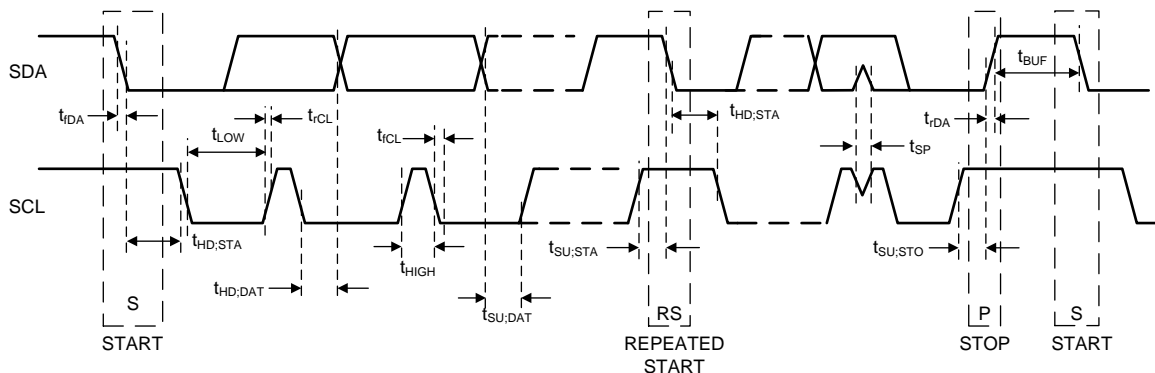 SDA
tBUF
tfDA
tLOW
trCL
tfCL
tHD;STA
tSP
trDA
SCL
tHD;STA
tHD;DAT
tHIGH
tSU;DAT
tSU;STA
tSU;STO
S
RS
P
S
START
REPEATED
START
STOP
START